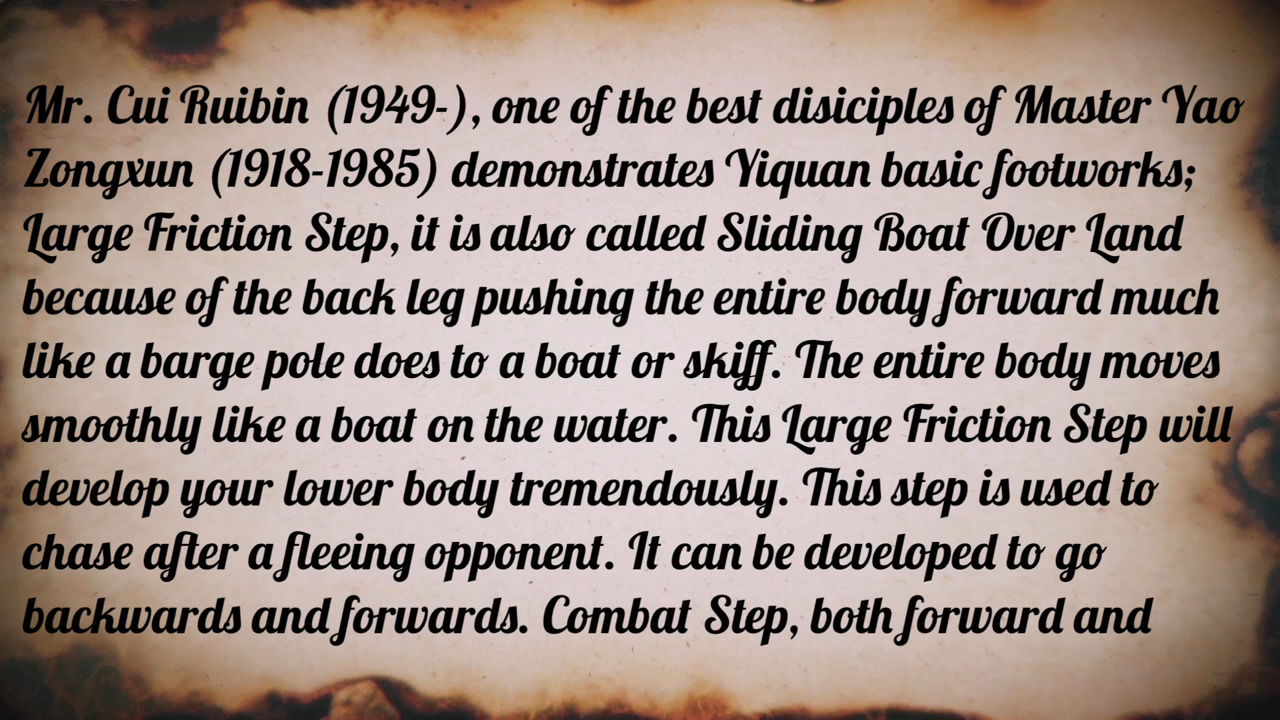 Mr. Cui Ruibin (1949-), one of the best disiciples of Master Yao
Zongxun (1918-1985) demonstrates Yiquan basic footworks;
Large Friction Step, it is also called Sliding Boat Over Land
because of the back leg pushing the entire body forward much
like a barge pole does to a boat or skiff. The entire body moves
smoothly like a boat on the water. This Large Friction Step will
develop your lower body tremendously. This step is used to
chase after a fleeing opponent. It can be developed to go
backwards and forwards. Combat Step, both forward and